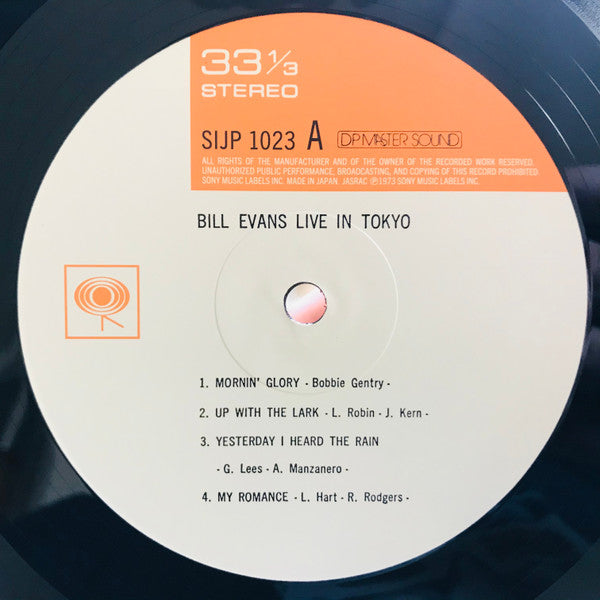 33 1/3
STEREO
SIJP 1023 A DP MASTER SOUND
ALL RIGHTS OF THE MANUFACTURER AND OF THE OWNER OF THE RECORDED WORK RESERVED.
UNAUTHORIZED PUBLIC PERFORMANCE, BROADCASTING, AND COPYING OF THIS RECORD PROHIBITED.
SONY MUSIC LABELS INC. MADE IN JAPAN JASRAC ℗1973 SONY MUSIC LABELS INC.
BILL EVANS LIVE IN TOKYO
1. MORNIN' GLORY - Bobbie Gentry -
2. UP WITH THE LARK - L. Robin - J. Kern -
3. YESTERDAY I HEARD THE RAIN
- G. Lees - A. Manzanero -
4. MY ROMANCE - L. Hart - R. Rodgers -